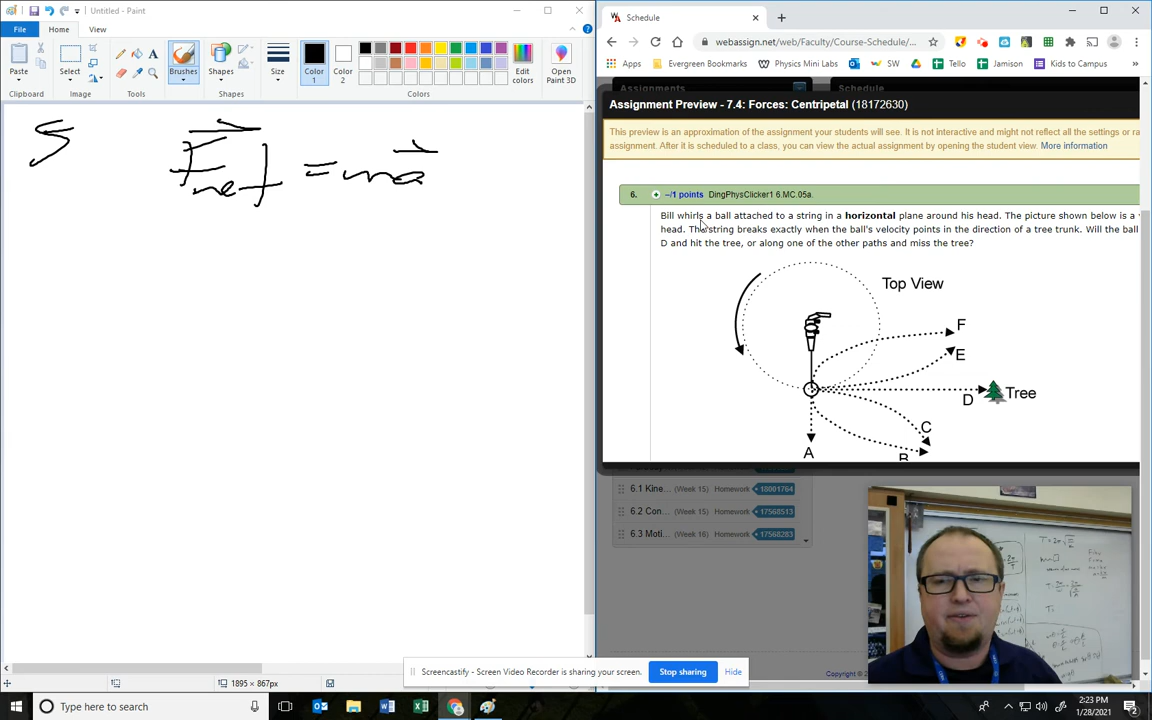 Untitled - Paint
File
Home
View
Paste
Select
Brushes
Shapes
Size
Color 1
Color 2
Edit colors
Open Paint 3D
Clipboard
Image
Tools
Shapes
Colors
5
F net = ma
1895 × 867px
Schedule
webassign.net/web/Faculty/Course-Schedule/...
Apps
Evergreen Bookmarks
Physics Mini Labs
SW
Tello
Jamison
Kids to Campus
Assignments
Schedule
Assignment Preview - 7.4: Forces: Centripetal (18172630)
This preview is an approximation of the assignment your students will see. It is not interactive and might not reflect all the settings or ra
assignment. After it is scheduled to a class, you can view the actual assignment by opening the student view. More information
6.
–/1 points
DingPhysClicker1 6.MC.05a.
Bill whirls a ball attached to a string in a horizontal plane around his head. The picture shown below is a
head. The string breaks exactly when the ball's velocity points in the direction of a tree trunk. Will the ball
D and hit the tree, or along one of the other paths and miss the tree?
Top View
F
E
D
Tree
C
B
A
6.1 Kine... (Week 15) Homework 18001764
6.2 Con... (Week 15) Homework 17568513
6.3 Moti... (Week 16) Homework 17568283
Screencastify - Screen Video Recorder is sharing your screen.
Stop sharing
Hide
Copyright ©
Type here to search
2:23 PM
1/28/2021